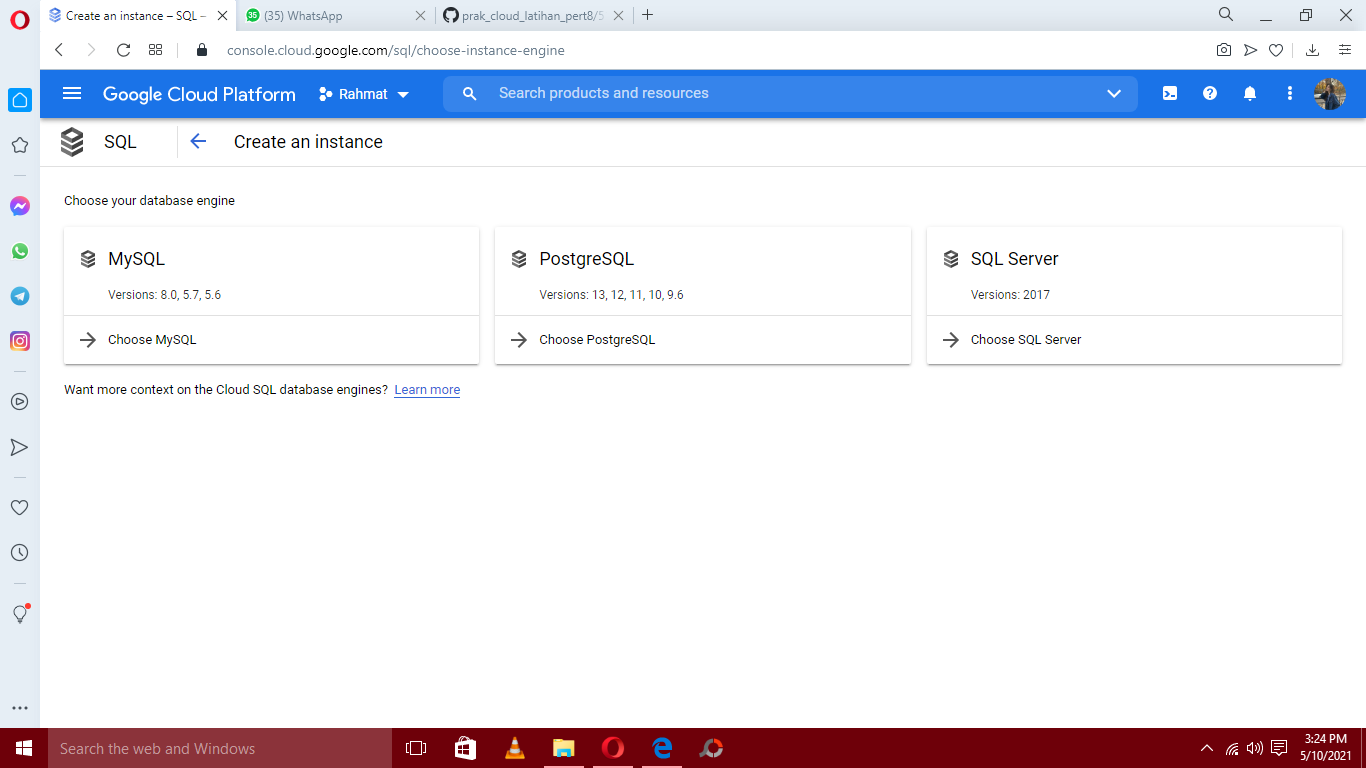 Create an instance – SQL –
(35) WhatsApp
prak_cloud_latihan_pert8/5
console.cloud.google.com/sql/choose-instance-engine
Google Cloud Platform
Rahmat
Search products and resources
SQL
Create an instance
Choose your database engine
MySQL
Versions: 8.0, 5.7, 5.6
Choose MySQL
PostgreSQL
Versions: 13, 12, 11, 10, 9.6
Choose PostgreSQL
SQL Server
Versions: 2017
Choose SQL Server
Want more context on the Cloud SQL database engines? Learn more
Search the web and Windows
3:24 PM
5/10/2021